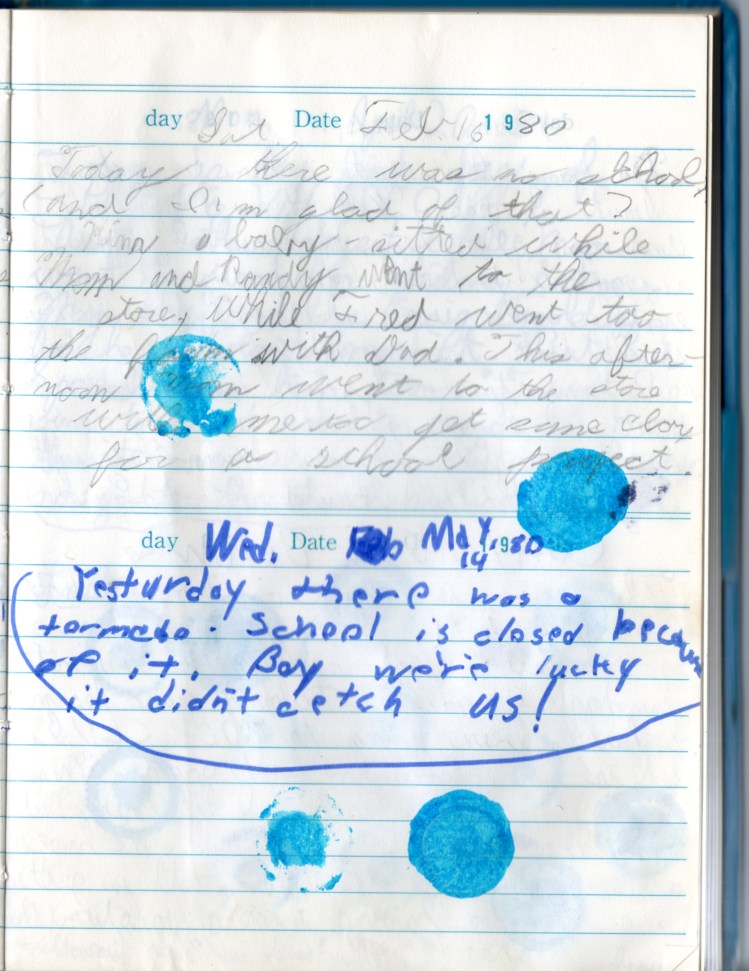 day Sat Date Feb. 16 1980
Today there was no school,
(and I'm glad of that?
baby-sitted while
Mom and Randy went to the
store, while Fred went too
the farm with Dad. This after-
noon mom went to the store
with me too get some clay
for a school project.
day Wed. Date Feb May 14, 1980
Yesturday there was a
tornado. School is closed because
of it. Boy we're lucky
it didn't catch us!